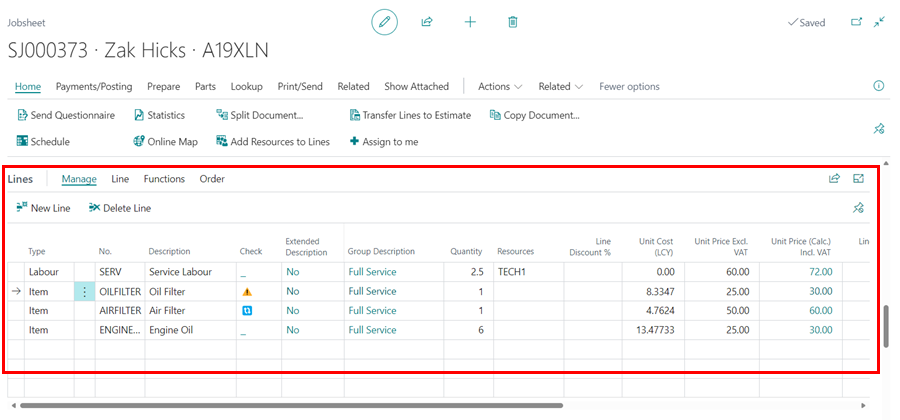 Jobsheet
Saved
SJ000373 · Zak Hicks · A19XLN
Home Payments/Posting Prepare Parts Lookup Print/Send Related Show Attached Actions Related Fewer options
Send Questionnaire Statistics Split Document... Transfer Lines to Estimate Copy Document...
Schedule Online Map Add Resources to Lines Assign to me
Lines Manage Line Functions Order
New Line Delete Line
Type No. Description Check Extended Description Group Description Quantity Resources Line Discount % Unit Cost (LCY) Unit Price Excl. VAT Unit Price (Calc.) Incl. VAT Lin
Labour SERV Service Labour _ No Full Service 2.5 TECH1 0.00 60.00 72.00
Item OILFILTER Oil Filter No Full Service 1 8.3347 25.00 30.00
Item AIRFILTER Air Filter No Full Service 1 4.7624 50.00 60.00
Item ENGINE... Engine Oil _ No Full Service 6 13.47733 25.00 30.00